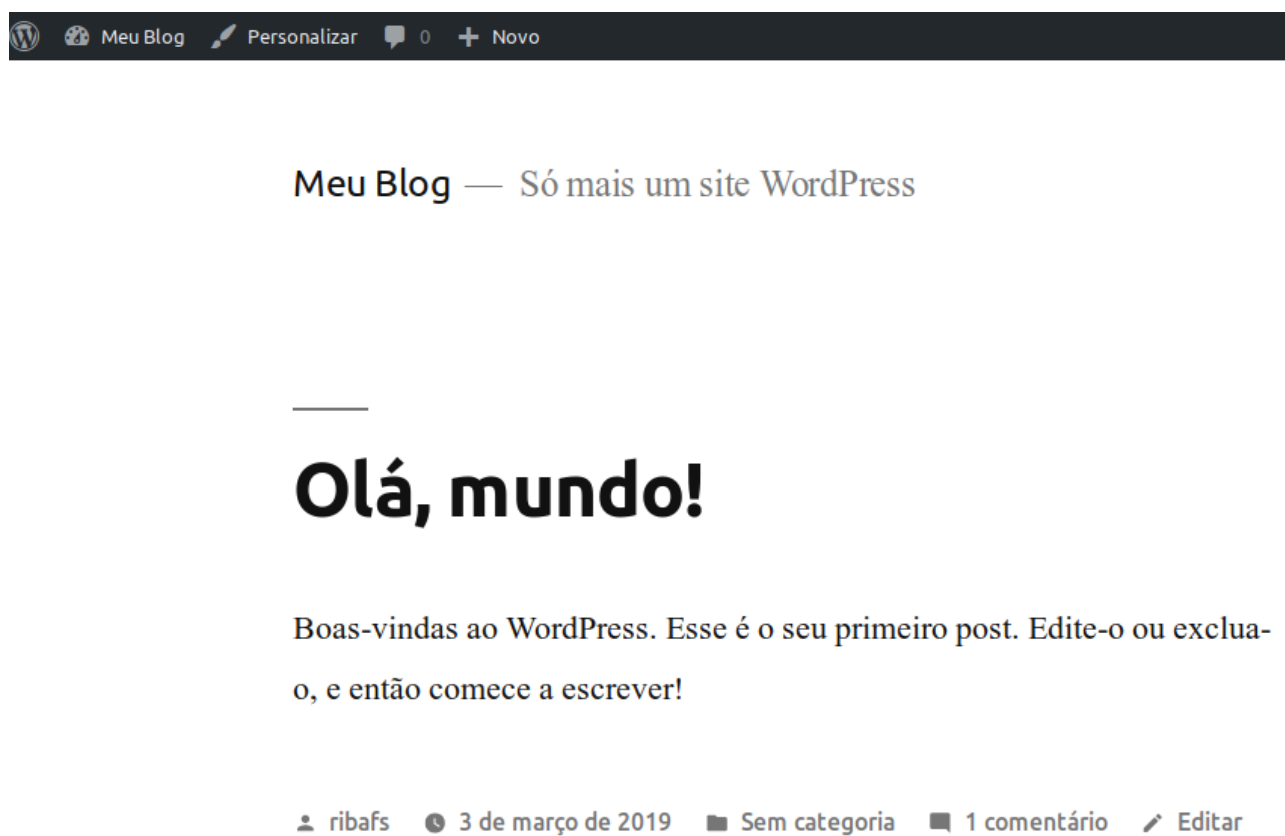 Meu Blog Personalizar 0 Novo
Meu Blog — Só mais um site WordPress
Olá, mundo!
Boas-vindas ao WordPress. Esse é o seu primeiro post. Edite-o ou exclua-
o, e então comece a escrever!
ribafs 3 de março de 2019 Sem categoria 1 comentário Editar